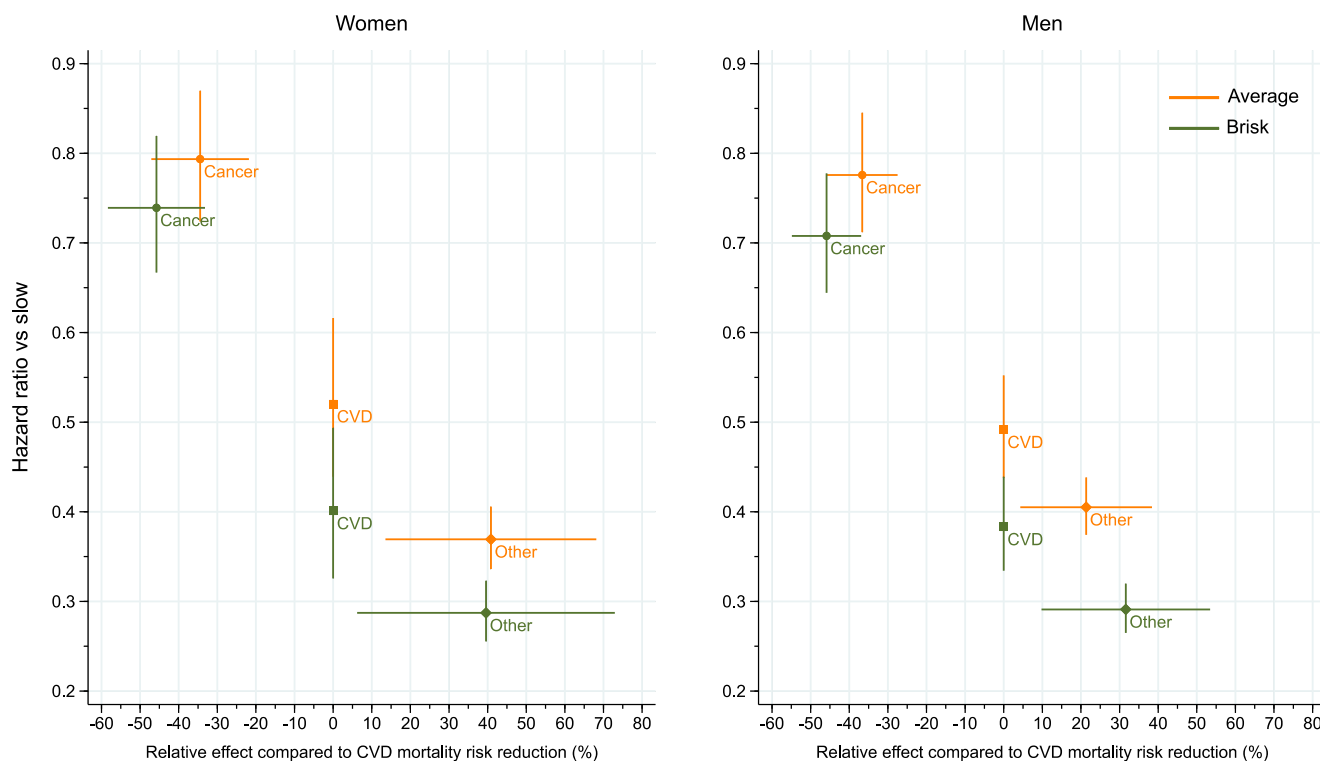 Women
Men
Hazard ratio vs slow
0.9
0.8
0.7
0.6
0.5
0.4
0.3
0.2
Cancer
Cancer
CVD
CVD
Other
Other
-60 -50 -40 -30 -20 -10 0 10 20 30 40 50 60 70 80
Relative effect compared to CVD mortality risk reduction (%)
0.9
0.8
0.7
0.6
0.5
0.4
0.3
0.2
Average
Brisk
Cancer
Cancer
CVD
CVD
Other
Other
-60 -50 -40 -30 -20 -10 0 10 20 30 40 50 60 70 80
Relative effect compared to CVD mortality risk reduction (%)